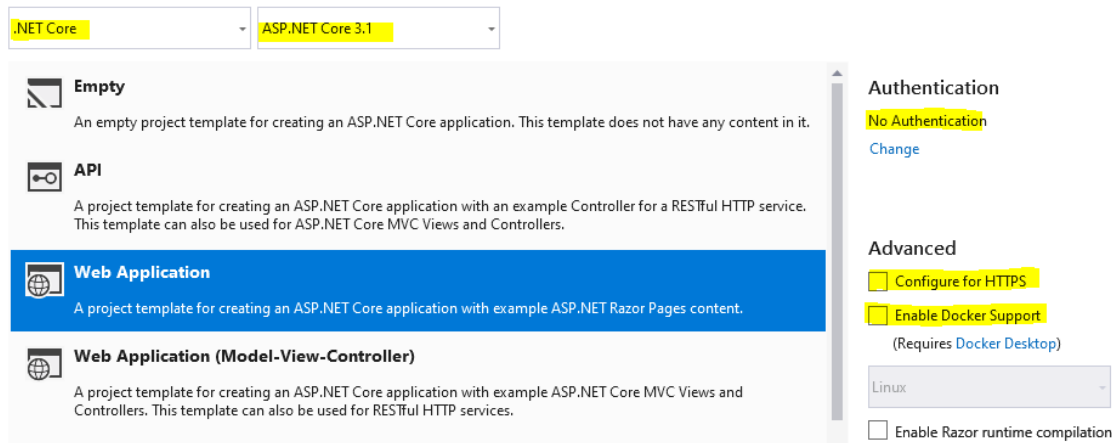 .NET Core
ASP.NET Core 3.1
Empty
An empty project template for creating an ASP.NET Core application. This template does not have any content in it.
API
A project template for creating an ASP.NET Core application with an example Controller for a RESTful HTTP service.
This template can also be used for ASP.NET Core MVC Views and Controllers.
Web Application
A project template for creating an ASP.NET Core application with example ASP.NET Razor Pages content.
Web Application (Model-View-Controller)
A project template for creating an ASP.NET Core application with example ASP.NET Core MVC Views and
Controllers. This template can also be used for RESTful HTTP services.
Authentication
No Authentication
Change
Advanced
Configure for HTTPS
Enable Docker Support
(Requires Docker Desktop)
Linux
Enable Razor runtime compilation